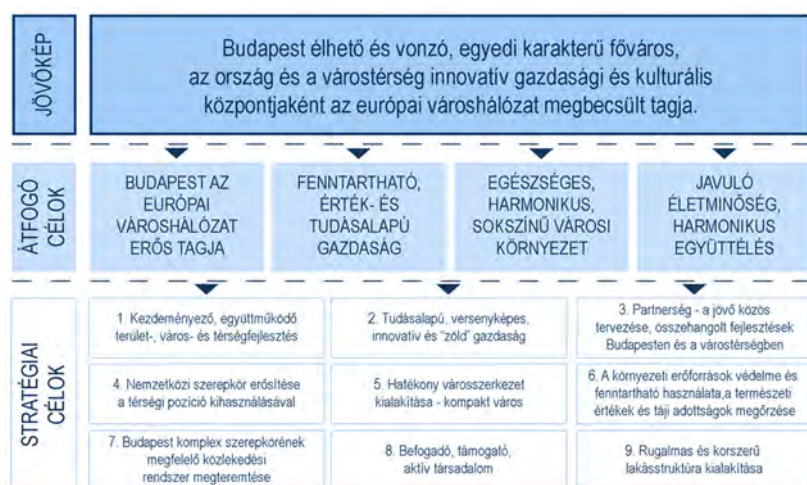 JÖVŐKÉP
Budapest élhető és vonzó, egyedi karakterű főváros,
az ország és a várostérség innovatív gazdasági és kulturális
központjaként az európai városhálózat megbecsült tagja.
ÁTFOGÓ
CÉLOK
BUDAPEST AZ
EURÓPAI
VÁROSHÁLÓZAT
ERŐS TAGJA
FENNTARTHATÓ,
ÉRTÉK- ÉS
TUDÁSALAPÚ
GAZDASÁG
EGÉSZSÉGES,
HARMONIKUS,
SOKSZÍNŰ VÁROSI
KÖRNYEZET
JAVULÓ
ÉLETMINŐSÉG,
HARMONIKUS
EGYÜTTÉLÉS
STRATÉGIAI
CÉLOK
1. Kezdeményező, együttműködő
terület-, város- és térségfejlesztés
2. Tudásalapú, versenyképes,
innovatív és "zöld" gazdaság
3. Partnerség - a jövő közös
tervezése, összehangolt fejlesztések
Budapesten és a várostérségben
4. Nemzetközi szerepkör erősítése
a térségi pozíció kihasználásával
5. Hatékony városszerkezet
kialakítása - kompakt város
6. A környezeti erőforrások védelme és
fenntartható használata,a természeti
értékek és táji adottságok megőrzése
7. Budapest komplex szerepkörének
megfelelő közlekedési
rendszer megteremtése
8. Befogadó, támogató,
aktív társadalom
9. Rugalmas és korszerű
lakásstruktúra kialakítása